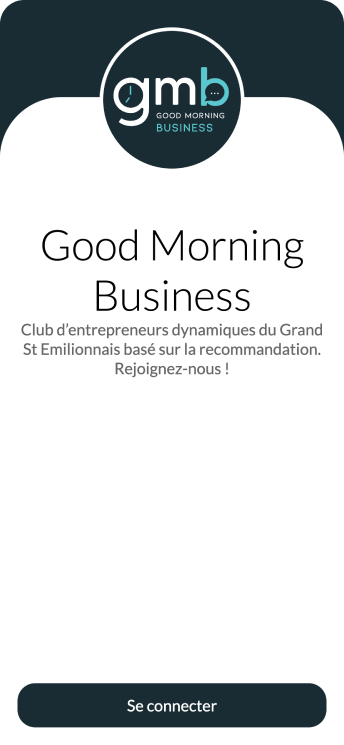 gmb
GOOD MORNING
BUSINESS
Good Morning
Business
Club d’entrepreneurs dynamiques du Grand
St Emilionnais basé sur la recommandation.
Rejoignez-nous !
Se connecter